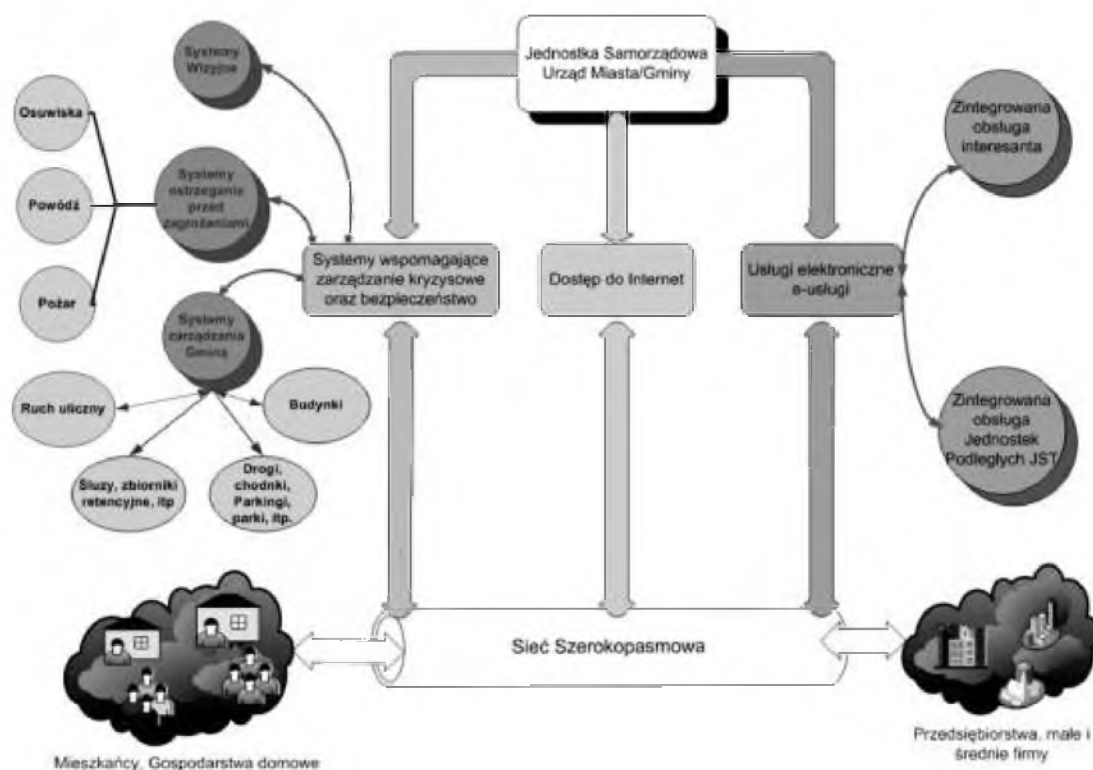 Jednostka Samorządowa
Urząd Miasta/Gminy
Systemy
Wizyjne
Osuwiska
Systemy
ostrzeganie
przed
zagrożeniami
Powódź
Pożar
Systemy
zarządzania
Gminą
Ruch uliczny
Budynki
Śluzy, zbiorniki
retencyjne, itp
Drogi,
chodniki,
Parkingi,
parki, itp.
Systemy wspomagające
zarządzanie kryzysowe
oraz bezpieczeństwo
Dostęp do Internet
Usługi elektroniczne
e-usługi
Zintegrowana
obsługa
interesanta
Zintegrowana
obsługa
Jednostek
Podległych JST
Sieć Szerokopasmowa
Mieszkańcy, Gospodarstwa domowe
Przedsiębiorstwa, małe i
średnie firmy